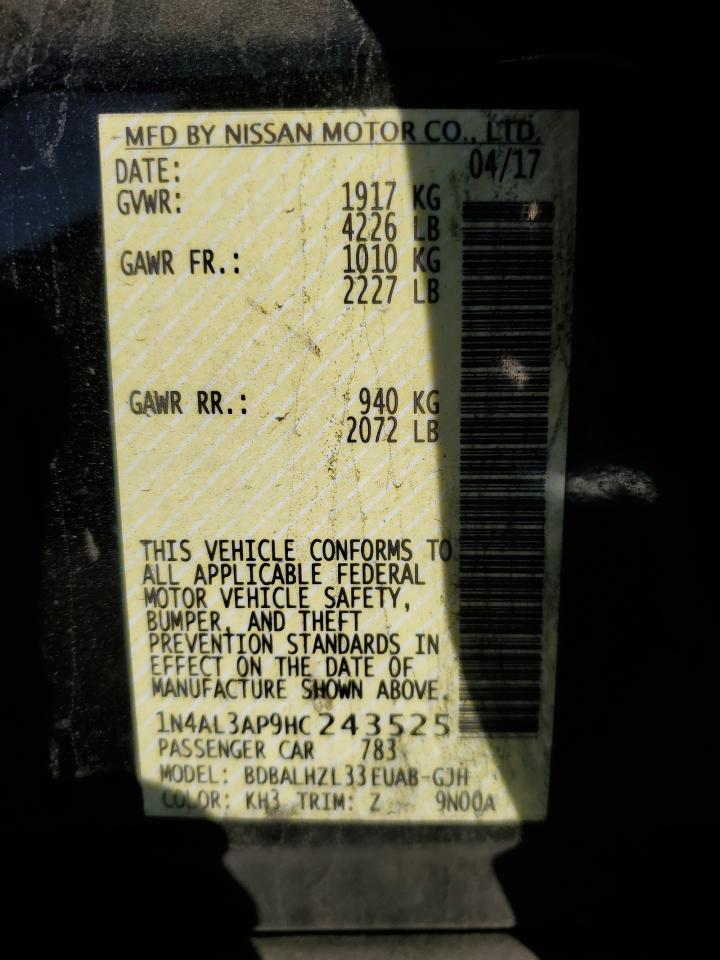 MFD BY NISSAN MOTOR CO., LTD.
DATE: 04/17
GVWR: 1917 KG
4226 LB
GAWR FR.: 1010 KG
2227 LB
GAWR RR.: 940 KG
2072 LB
THIS VEHICLE CONFORMS TO
ALL APPLICABLE FEDERAL
MOTOR VEHICLE SAFETY,
BUMPER, AND THEFT
PREVENTION STANDARDS IN
EFFECT ON THE DATE OF
MANUFACTURE SHOWN ABOVE.
1N4AL3AP9HC243525
PASSENGER CAR 783
MODEL: BDBALHZL33EUAB-GJH
COLOR: KH3 TRIM: Z 9N00A